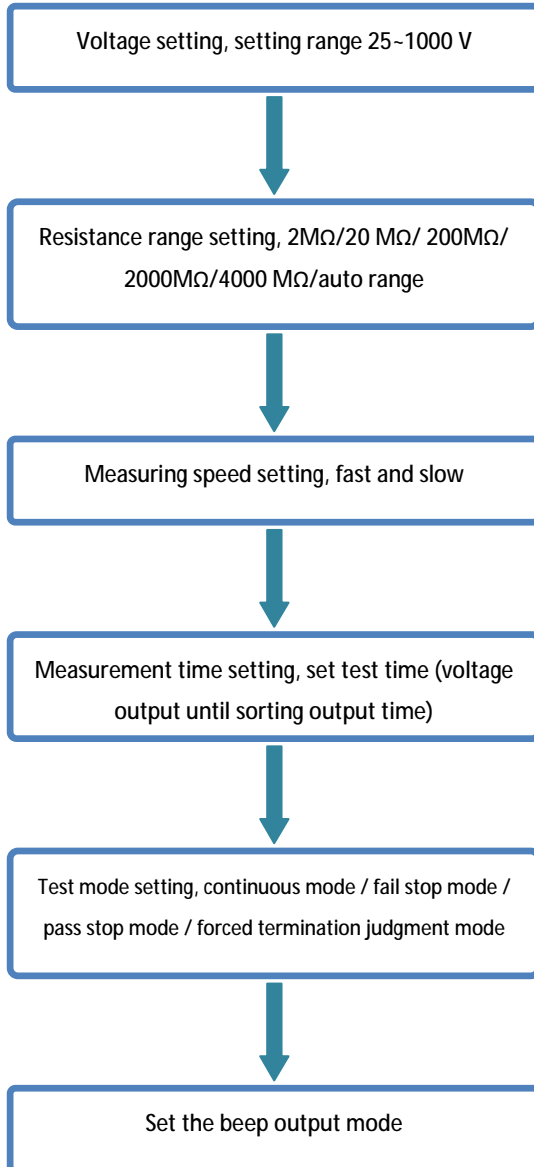 Voltage setting, setting range 25~1000 V
Resistance range setting, 2MΩ/20 MΩ/ 200MΩ/
2000MΩ/4000 MΩ/auto range
Measuring speed setting, fast and slow
Measurement time setting, set test time (voltage
output until sorting output time)
Test mode setting, continuous mode / fail stop mode /
pass stop mode / forced termination judgment mode
Set the beep output mode